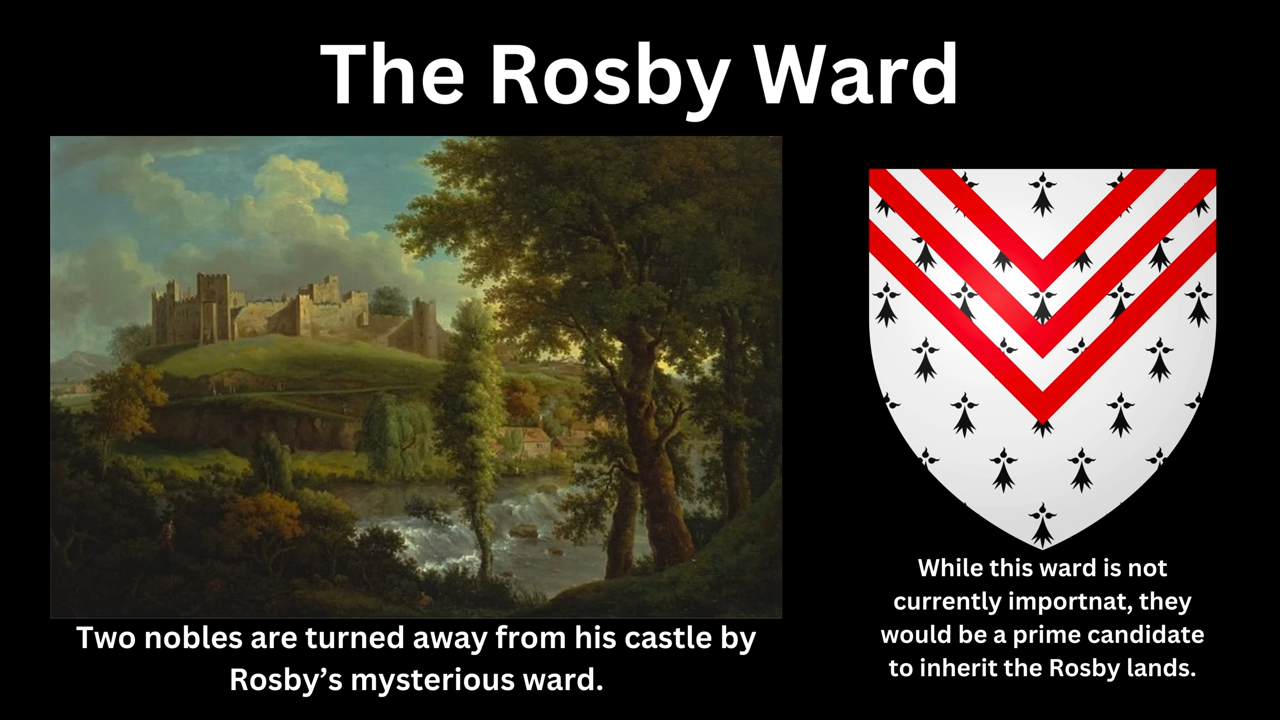 The Rosby Ward
Two nobles are turned away from his castle by
Rosby’s mysterious ward.
While this ward is not
currently importnat, they
would be a prime candidate
to inherit the Rosby lands.